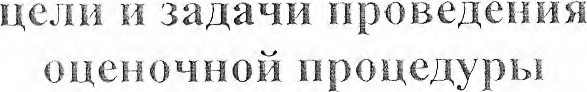 цели и задачи проведения
оценочной процедуры